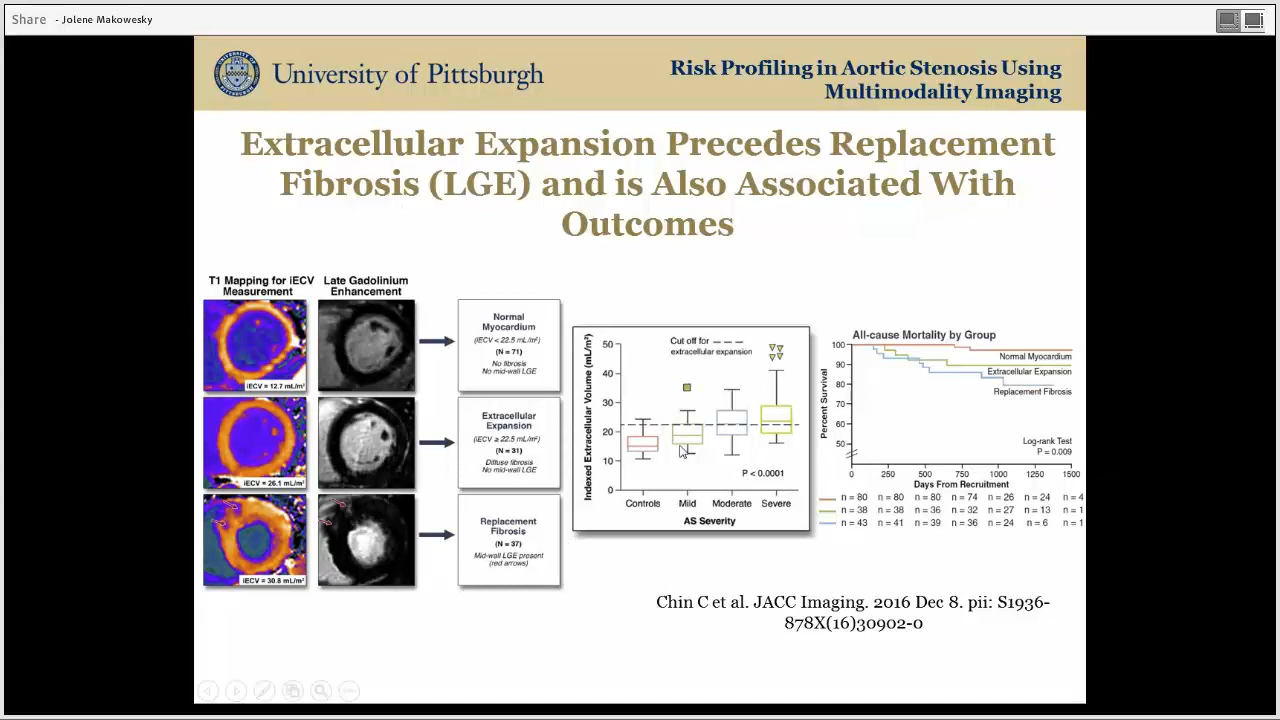 Share - Jolene Makowesky
University of Pittsburgh
Risk Profiling in Aortic Stenosis Using
Multimodality Imaging
Extracellular Expansion Precedes Replacement
Fibrosis (LGE) and is Also Associated With
Outcomes
T1 Mapping for iECV
Measurement
Late Gadolinium
Enhancement
iECV = 12.7 mL/m²
Normal
Myocardium
(iECV < 22.5 mL/m²)
(N = 71)
No fibrosis
No mid-wall LGE
iECV = 26.1 mL/m²
Extracellular
Expansion
(iECV ≥ 22.5 mL/m²)
(N = 31)
Diffuse fibrosis
No mid-wall LGE
iECV = 30.8 mL/m²
Replacement
Fibrosis
(N = 37)
Mid-wall LGE present
(red arrows)
Indexed Extracellular Volume (mL/m²)
50
40
30
20
10
0
Cut off for
extracellular expansion
P < 0.0001
Controls Mild Moderate Severe
AS Severity
All-cause Mortality by Group
Percent Survival
100
90
80
70
60
50
Normal Myocardium
Extracellular Expansion
Replacement Fibrosis
Log-rank Test
P = 0.009
0 250 500 750 1000 1250 1500
Days From Recruitment
n = 80 n = 80 n = 80 n = 74 n = 26 n = 24 n = 4
n = 38 n = 38 n = 36 n = 32 n = 27 n = 13 n = 1
n = 43 n = 41 n = 39 n = 36 n = 24 n = 6 n = 1
Chin C et al. JACC Imaging. 2016 Dec 8. pii: S1936-
878X(16)30902-0